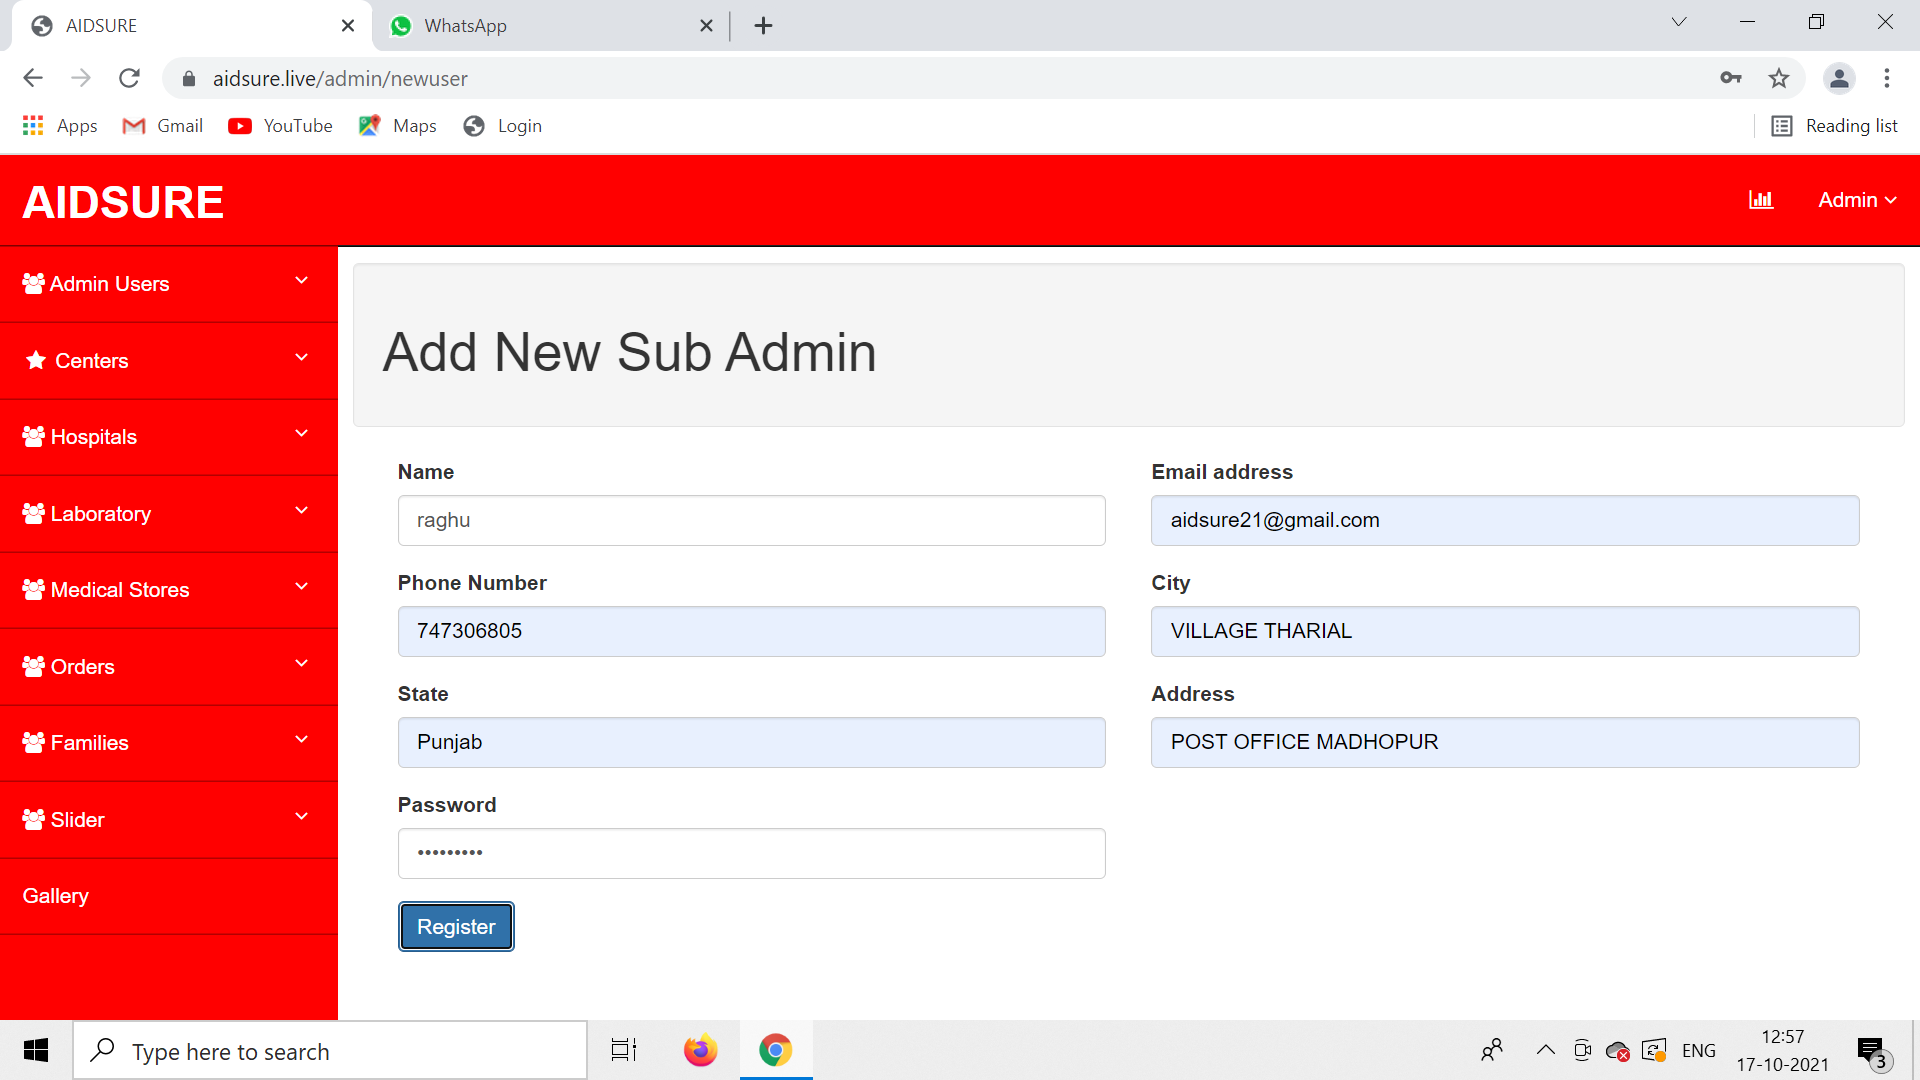 AIDSURE
WhatsApp
aidsure.live/admin/newuser
Apps
Gmail
YouTube
Maps
Login
Reading list
AIDSURE
Admin
Admin Users
Centers
Hospitals
Laboratory
Medical Stores
Orders
Families
Slider
Gallery
Add New Sub Admin
Name
raghu
Email address
aidsure21@gmail.com
Phone Number
747306805
City
VILLAGE THARIAL
State
Punjab
Address
POST OFFICE MADHOPUR
Password
•••••••••
Register
Type here to search
ENG
12:57
17-10-2021
3